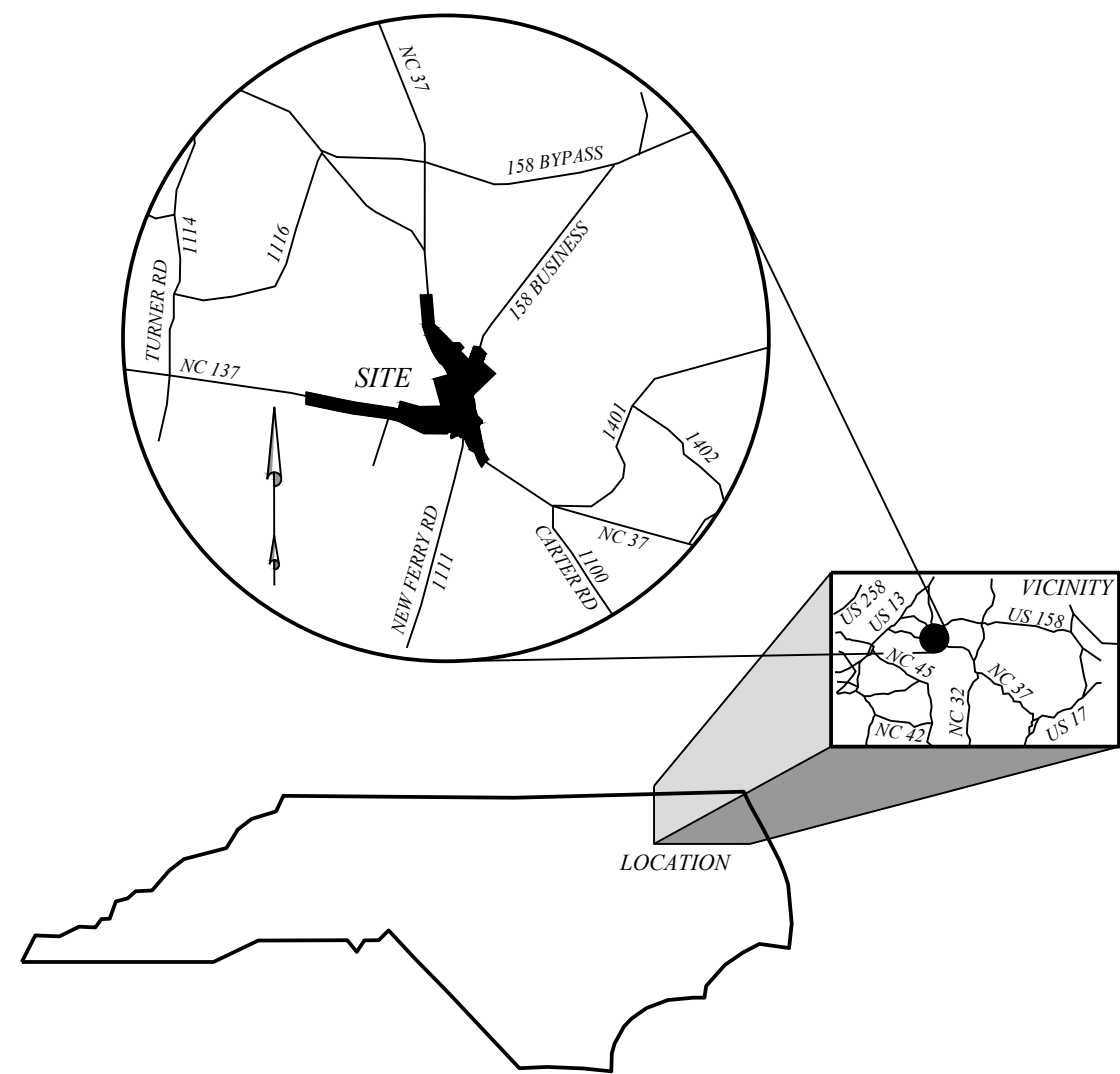 NC 37
158 BYPASS
1114
1116
158 BUSINESS
TURNER RD
NC 137
SITE
1401
1402
NEW FERRY RD
1111
NC 37
1100
CARTER RD
VICINITY
US 258
US 13
US 158
NC 45
NC 37
NC 32
NC 42
US 17
LOCATION